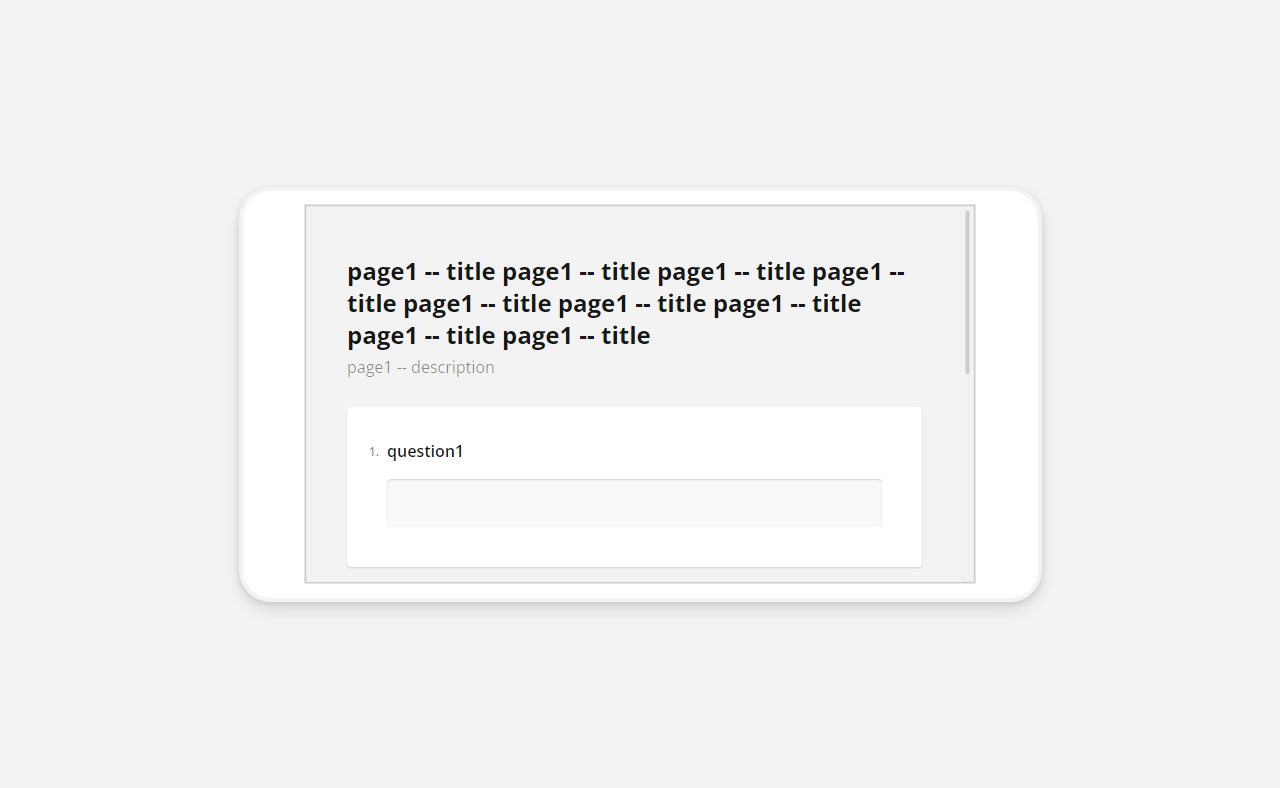 page1 -- title page1 -- title page1 -- title page1 --
title page1 -- title page1 -- title page1 -- title
page1 -- title page1 -- title
page1 -- description
1. question1